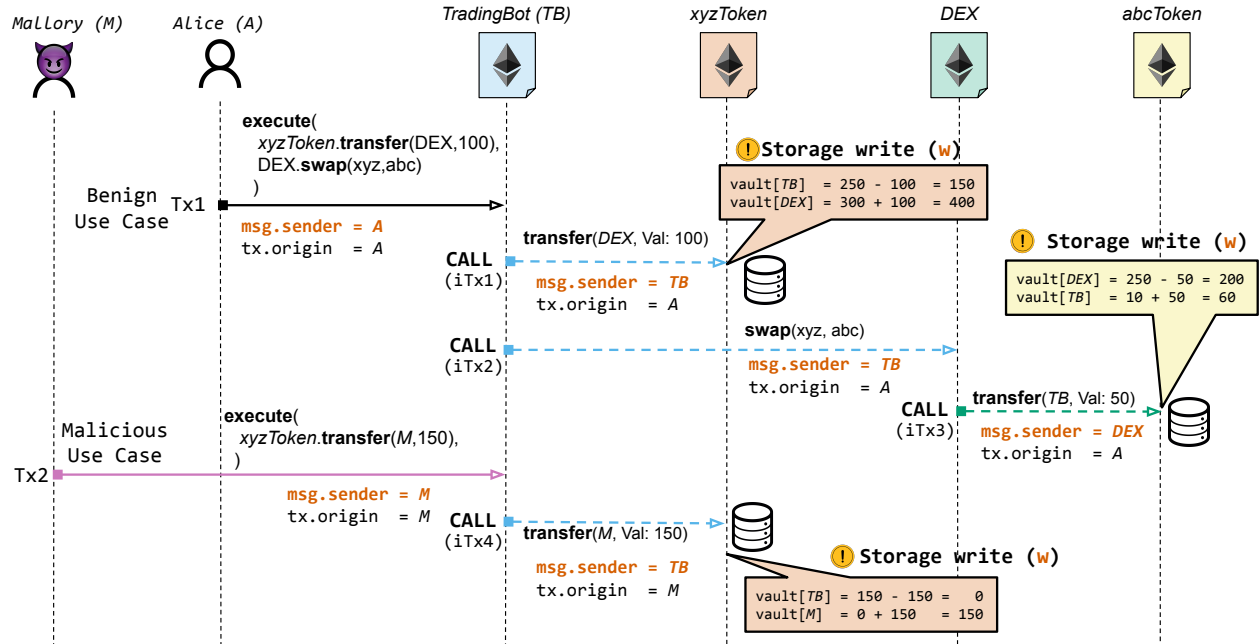 Mallory (M)
Alice (A)
TradingBot (TB)
xyzToken
DEX
abcToken
execute(
xyzToken.transfer(DEX,100),
DEX.swap(xyz,abc)
)
Benign
Use Case
Tx1
msg.sender = A
tx.origin = A
! Storage write (w)
vault[TB] = 250 - 100 = 150
vault[DEX] = 300 + 100 = 400
transfer(DEX, Val: 100)
CALL
(iTx1)
msg.sender = TB
tx.origin = A
! Storage write (w)
vault[DEX] = 250 - 50 = 200
vault[TB] = 10 + 50 = 60
swap(xyz, abc)
CALL
(iTx2)
msg.sender = TB
tx.origin = A
transfer(TB, Val: 50)
CALL
(iTx3)
msg.sender = DEX
tx.origin = A
execute(
xyzToken.transfer(M,150),
)
Malicious
Use Case
Tx2
msg.sender = M
tx.origin = M
CALL
(iTx4)
transfer(M, Val: 150)
msg.sender = TB
tx.origin = M
! Storage write (w)
vault[TB] = 150 - 150 = 0
vault[M] = 0 + 150 = 150